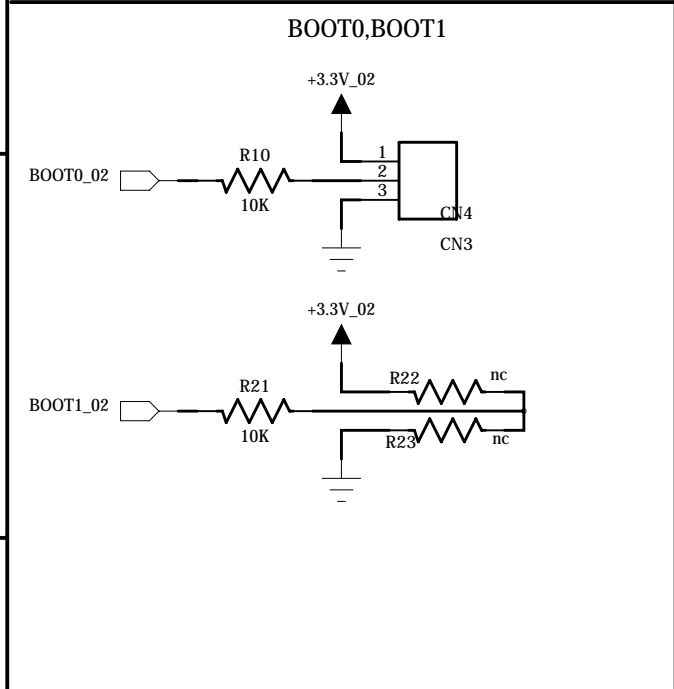 BOOT0,BOOT1
+3.3V_02
R10
1
BOOT0_02
2
10K
3
CN4
CN3
+3.3V_02
R22
nc
R21
BOOT1_02
10K
R23
nc